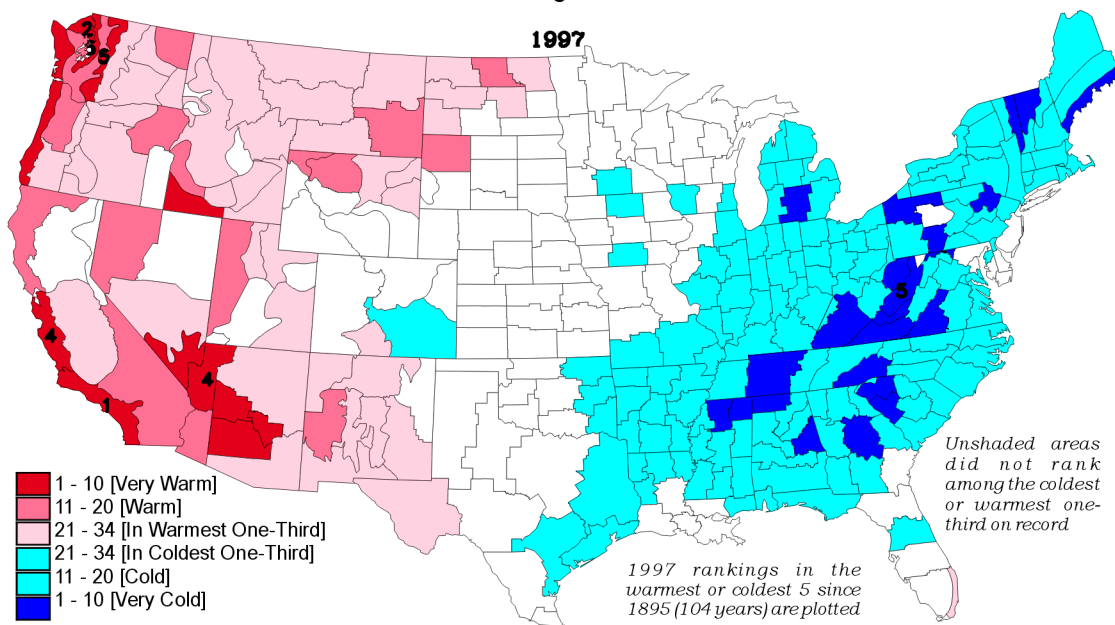 1997
2
5
5
4
4
1
5
1 - 10 [Very Warm]
11 - 20 [Warm]
21 - 34 [In Warmest One-Third]
21 - 34 [In Coldest One-Third]
11 - 20 [Cold]
1 - 10 [Very Cold]
Unshaded areas
did not rank
among the coldest
or warmest one-
third on record
1997 rankings in the
warmest or coldest 5 since
1895 (104 years) are plotted